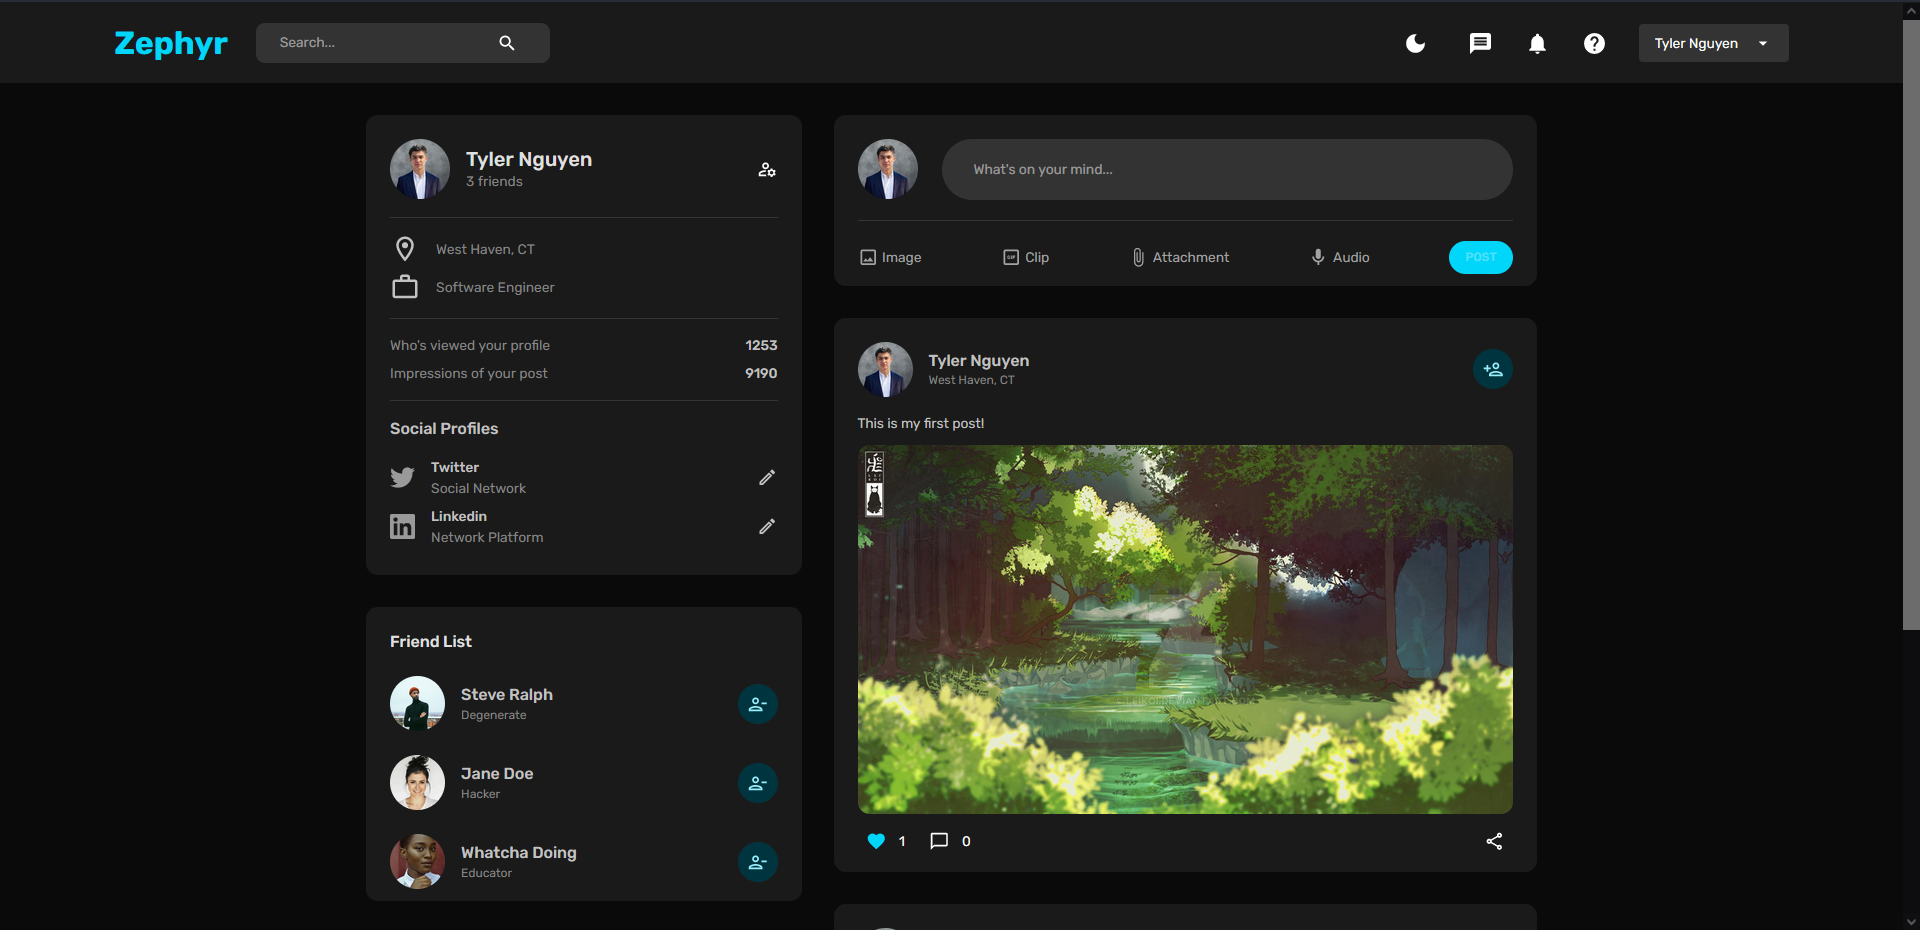 Zephyr
Search...
Tyler Nguyen
Tyler Nguyen
3 friends
West Haven, CT
Software Engineer
Who's viewed your profile 1253
Impressions of your post 9190
Social Profiles
Twitter
Social Network
Linkedin
Network Platform
Friend List
Steve Ralph
Degenerate
Jane Doe
Hacker
Whatcha Doing
Educator
What's on your mind...
Image
GIF
Clip
Attachment
Audio
POST
Tyler Nguyen
West Haven, CT
This is my first post!
1
0